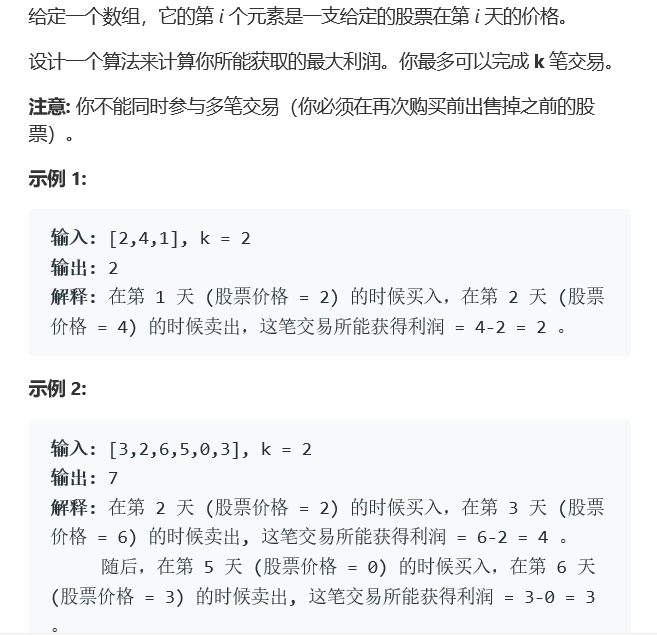 给定一个数组，它的第 i 个元素是一支给定的股票在第 i 天的价格。
设计一个算法来计算你所能获取的最大利润。你最多可以完成 k 笔交易。
注意: 你不能同时参与多笔交易（你必须在再次购买前出售掉之前的股
票）。
示例 1:
输入: [2,4,1], k = 2
输出: 2
解释: 在第 1 天 (股票价格 = 2) 的时候买入，在第 2 天 (股票
价格 = 4) 的时候卖出，这笔交易所能获得利润 = 4-2 = 2 。
示例 2:
输入: [3,2,6,5,0,3], k = 2
输出: 7
解释: 在第 2 天 (股票价格 = 2) 的时候买入，在第 3 天 (股票
价格 = 6) 的时候卖出, 这笔交易所能获得利润 = 6-2 = 4 。
随后，在第 5 天 (股票价格 = 0) 的时候买入，在第 6 天
(股票价格 = 3) 的时候卖出, 这笔交易所能获得利润 = 3-0 = 3
。